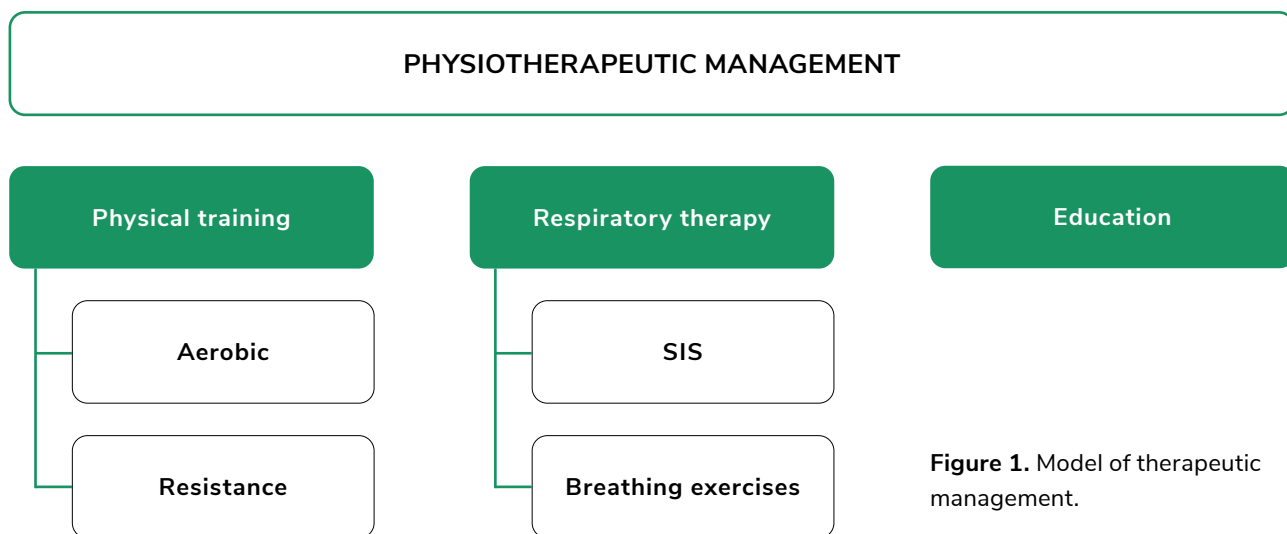 PHYSIOTHERAPEUTIC MANAGEMENT
Physical training
Aerobic
Resistance
Respiratory therapy
SIS
Breathing exercises
Education
Figure 1. Model of therapeutic
management.